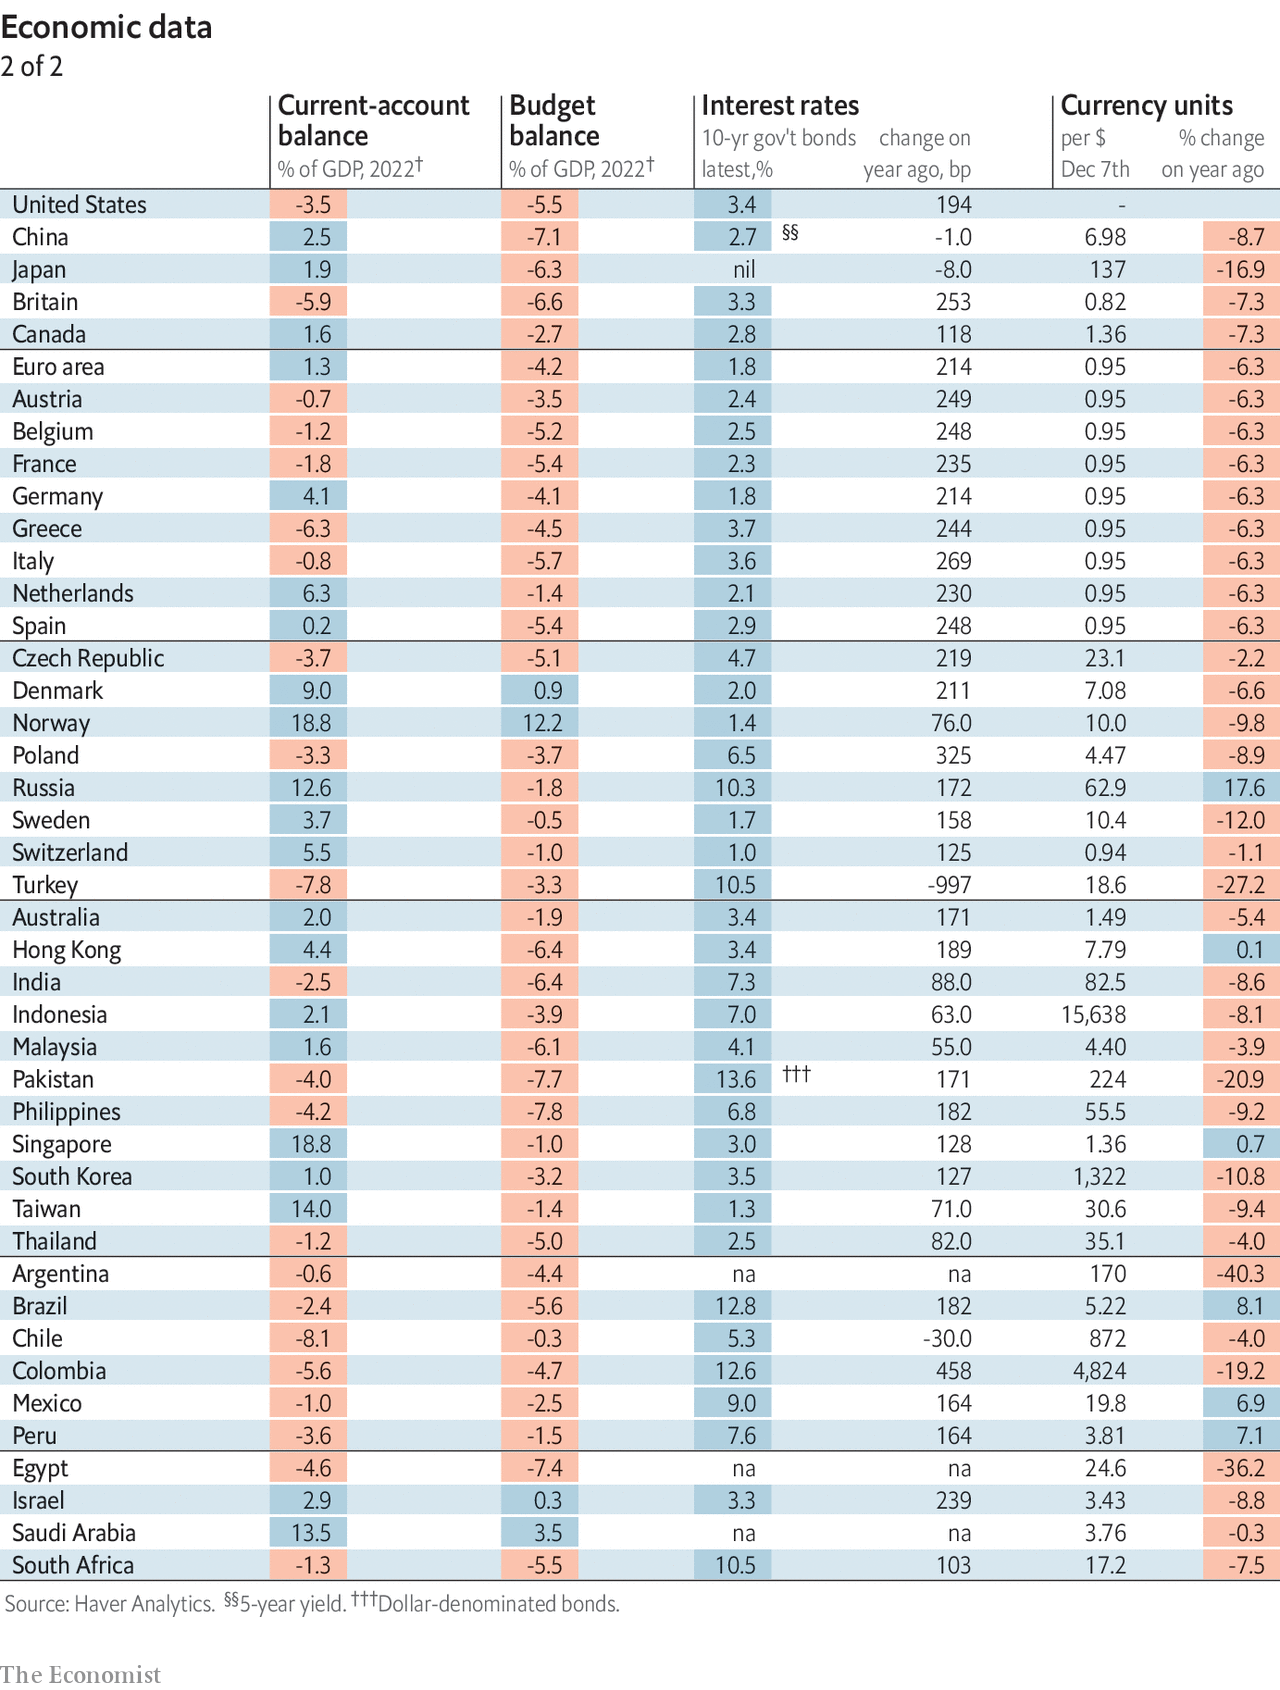 Economic data
2 of 2
Current-account balance Budget balance Interest rates Currency units
% of GDP, 2022† % of GDP, 2022† 10-yr gov't bonds latest,% change on year ago, bp per $ Dec 7th % change on year ago
United States -3.5 -5.5 3.4 194 -
China 2.5 -7.1 2.7 §§ -1.0 6.98 -8.7
Japan 1.9 -6.3 nil -8.0 137 -16.9
Britain -5.9 -6.6 3.3 253 0.82 -7.3
Canada 1.6 -2.7 2.8 118 1.36 -7.3
Euro area 1.3 -4.2 1.8 214 0.95 -6.3
Austria -0.7 -3.5 2.4 249 0.95 -6.3
Belgium -1.2 -5.2 2.5 248 0.95 -6.3
France -1.8 -5.4 2.3 235 0.95 -6.3
Germany 4.1 -4.1 1.8 214 0.95 -6.3
Greece -6.3 -4.5 3.7 244 0.95 -6.3
Italy -0.8 -5.7 3.6 269 0.95 -6.3
Netherlands 6.3 -1.4 2.1 230 0.95 -6.3
Spain 0.2 -5.4 2.9 248 0.95 -6.3
Czech Republic -3.7 -5.1 4.7 219 23.1 -2.2
Denmark 9.0 0.9 2.0 211 7.08 -6.6
Norway 18.8 12.2 1.4 76.0 10.0 -9.8
Poland -3.3 -3.7 6.5 325 4.47 -8.9
Russia 12.6 -1.8 10.3 172 62.9 17.6
Sweden 3.7 -0.5 1.7 158 10.4 -12.0
Switzerland 5.5 -1.0 1.0 125 0.94 -1.1
Turkey -7.8 -3.3 10.5 -997 18.6 -27.2
Australia 2.0 -1.9 3.4 171 1.49 -5.4
Hong Kong 4.4 -6.4 3.4 189 7.79 0.1
India -2.5 -6.4 7.3 88.0 82.5 -8.6
Indonesia 2.1 -3.9 7.0 63.0 15,638 -8.1
Malaysia 1.6 -6.1 4.1 55.0 4.40 -3.9
Pakistan -4.0 -7.7 13.6 ††† 171 224 -20.9
Philippines -4.2 -7.8 6.8 182 55.5 -9.2
Singapore 18.8 -1.0 3.0 128 1.36 0.7
South Korea 1.0 -3.2 3.5 127 1,322 -10.8
Taiwan 14.0 -1.4 1.3 71.0 30.6 -9.4
Thailand -1.2 -5.0 2.5 82.0 35.1 -4.0
Argentina -0.6 -4.4 na na 170 -40.3
Brazil -2.4 -5.6 12.8 182 5.22 8.1
Chile -8.1 -0.3 5.3 -30.0 872 -4.0
Colombia -5.6 -4.7 12.6 458 4,824 -19.2
Mexico -1.0 -2.5 9.0 164 19.8 6.9
Peru -3.6 -1.5 7.6 164 3.81 7.1
Egypt -4.6 -7.4 na na 24.6 -36.2
Israel 2.9 0.3 3.3 239 3.43 -8.8
Saudi Arabia 13.5 3.5 na na 3.76 -0.3
South Africa -1.3 -5.5 10.5 103 17.2 -7.5
Source: Haver Analytics. §§5-year yield. †††Dollar-denominated bonds.
The Economist